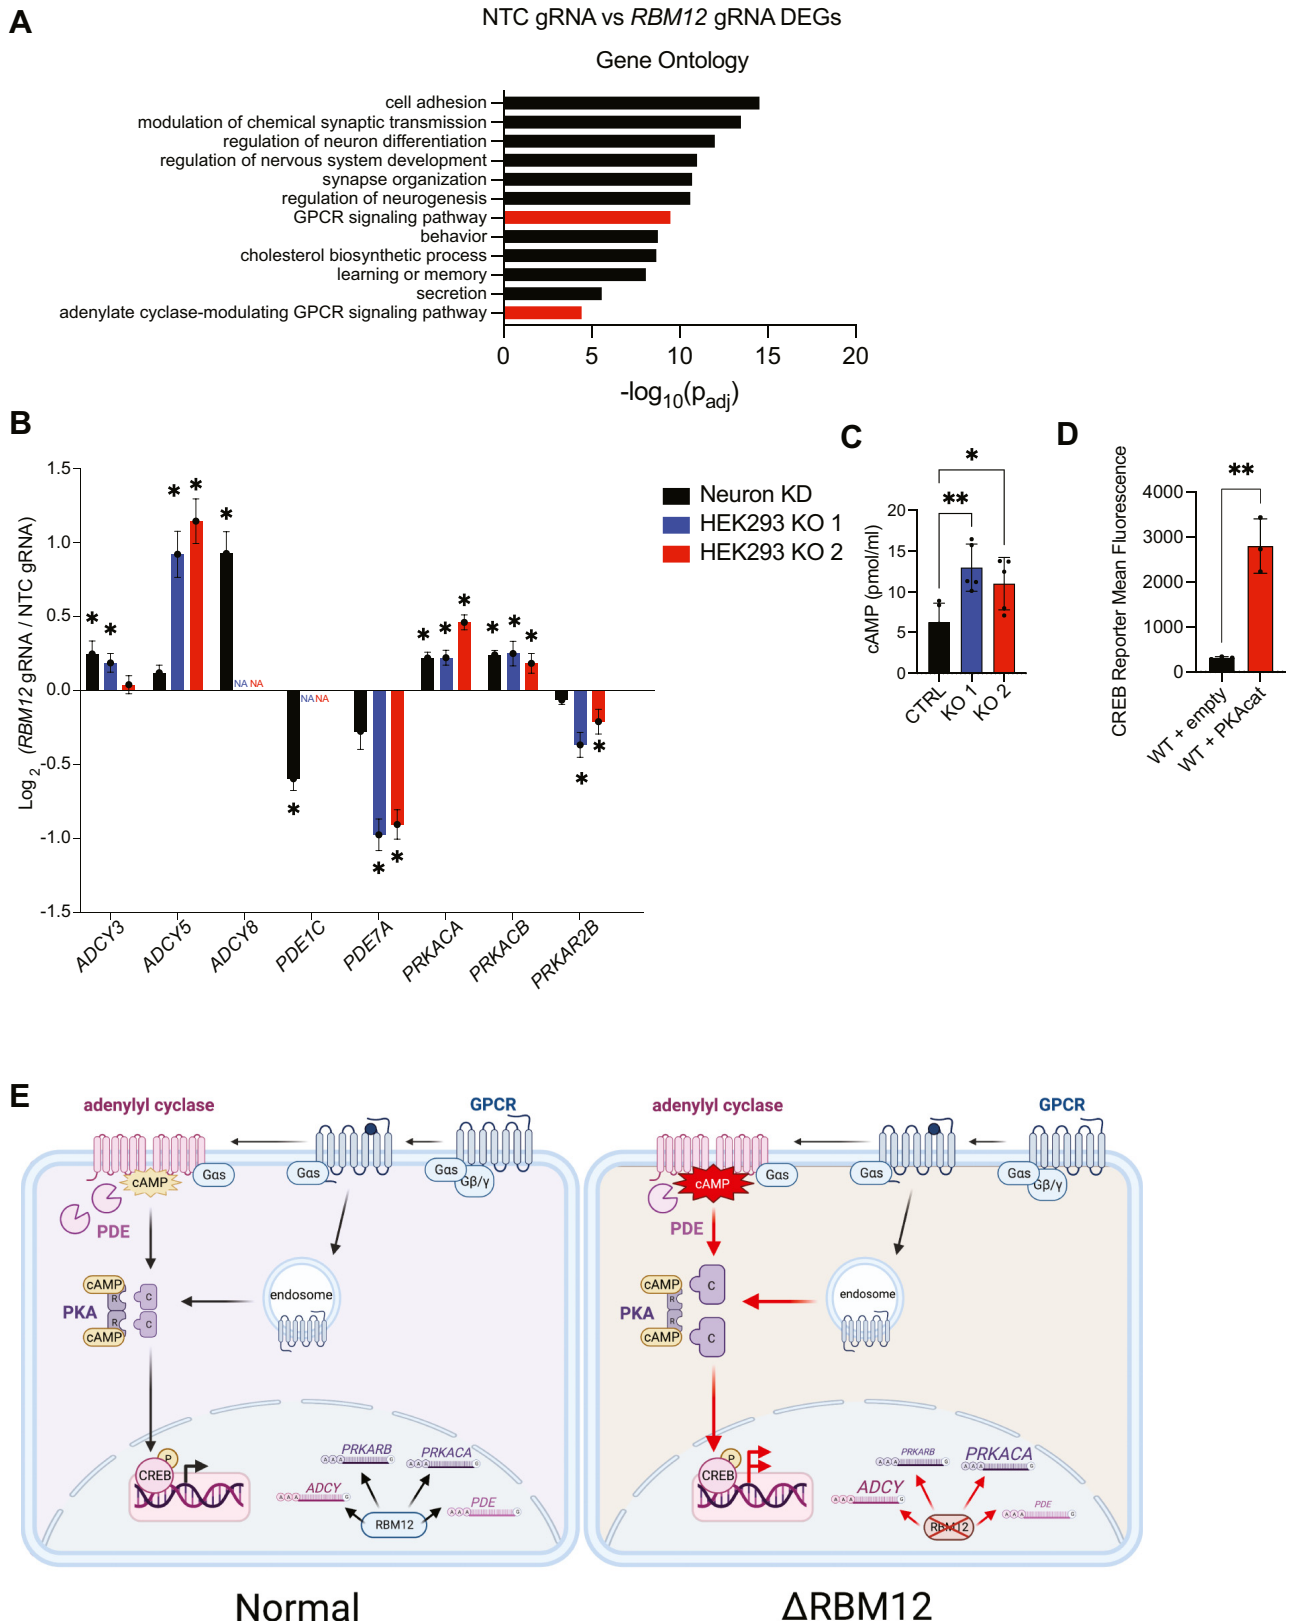 A
NTC gRNA vs RBM12 gRNA DEGs
Gene Ontology
cell adhesion
modulation of chemical synaptic transmission
regulation of neuron differentiation
regulation of nervous system development
synapse organization
regulation of neurogenesis
GPCR signaling pathway
behavior
cholesterol biosynthetic process
learning or memory
secretion
adenylate cyclase-modulating GPCR signaling pathway
0 5 10 15 20
-log10(padj)
B
Log2 (RBM12 gRNA / NTC gRNA)
1.5
1.0
0.5
0.0
-0.5
-1.0
-1.5
* * * * * * * * * * * * * * * * *
NA NA
NA NA
ADCY3 ADCY5 ADCY8 PDE1C PDE7A PRKACA PRKACB PRKAR2B
Neuron KD
HEK293 KO 1
HEK293 KO 2
C
*
**
cAMP (pmol/ml)
20
15
10
5
0
CTRL KO 1 KO 2
D
**
CREB Reporter Mean Fluorescence
4000
3000
2000
1000
0
WT + empty WT + PKAcat
E
adenylyl cyclase
GPCR
cAMP
Gαs
Gαs
Gαs
Gβ/γ
PDE
endosome
PKA
cAMP
R
R
cAMP
C
C
P
CREB
PRKARB
PRKACA
ADCY
PDE
AAA G
AAA G
AAA G
AAA G
RBM12
Normal
adenylyl cyclase
GPCR
cAMP
Gαs
Gαs
Gαs
Gβ/γ
PDE
endosome
PKA
cAMP
R
R
cAMP
C
C
P
CREB
PRKARB
PRKACA
ADCY
PDE
AAA G
AAA G
AAA G
AAA G
RBM12
ΔRBM12